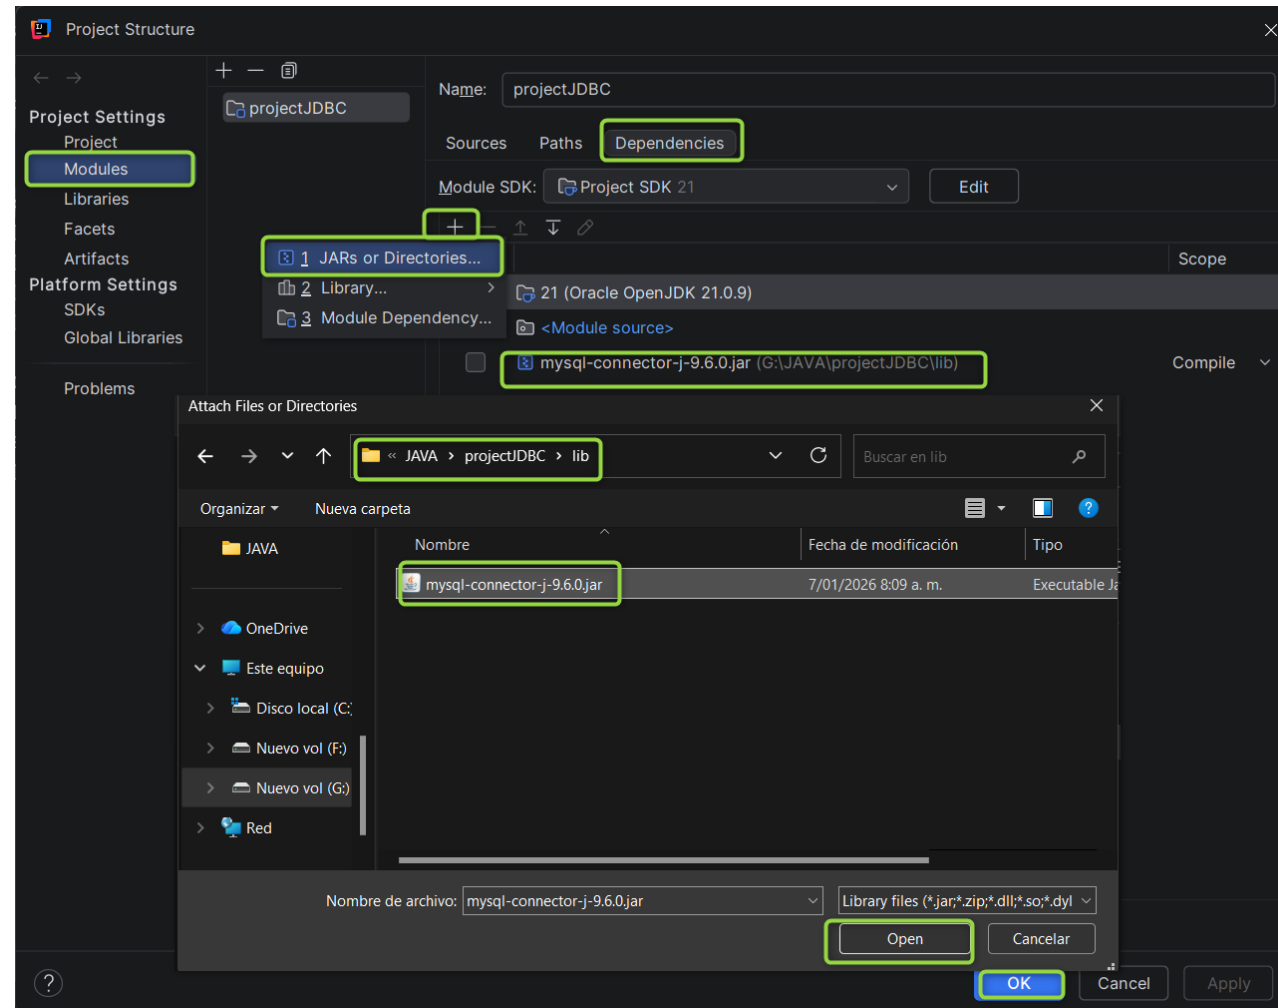 Project Structure
Project Settings
Project
Modules
Libraries
Facets
Artifacts
Platform Settings
SDKs
Global Libraries
Problems
projectJDBC
Name: projectJDBC
Sources Paths Dependencies
Module SDK: Project SDK 21 Edit
1 JARs or Directories...
2 Library...
3 Module Dependency...
Scope
21 (Oracle OpenJDK 21.0.9)
<Module source>
mysql-connector-j-9.6.0.jar (G:\JAVA\projectJDBC\lib) Compile
Attach Files or Directories
« JAVA > projectJDBC > lib
Buscar en lib
Organizar Nueva carpeta
JAVA
OneDrive
Este equipo
Disco local (C:)
Nuevo vol (F:)
Nuevo vol (G:)
Red
Nombre Fecha de modificación Tipo
mysql-connector-j-9.6.0.jar 7/01/2026 8:09 a. m. Executable Ja
Nombre de archivo: mysql-connector-j-9.6.0.jar Library files (*.jar;*.zip;*.dll;*.so;*.dyl
Open Cancelar
? OK Cancel Apply